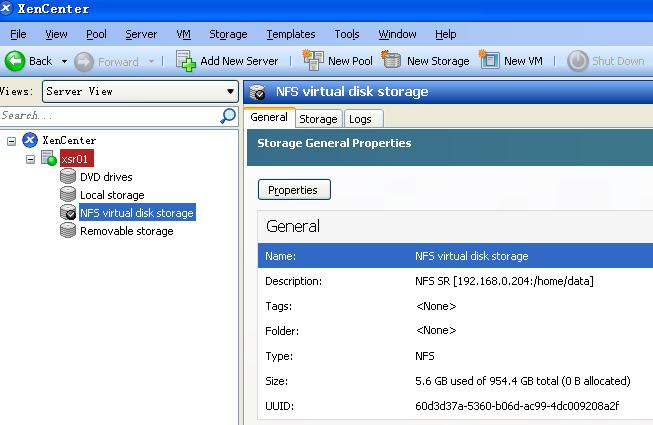 XenCenter
File View Pool Server VM Storage Templates Tools Window Help
Back Forward Add New Server New Pool New Storage New VM Shut Down
Views: Server View
NFS virtual disk storage
Search...
General Storage Logs
XenCenter
xsr01
DVD drives
Local storage
NFS virtual disk storage
Removable storage
Storage General Properties
Properties
General
Name: NFS virtual disk storage
Description: NFS SR [192.168.0.204:/home/data]
Tags: <None>
Folder: <None>
Type: NFS
Size: 5.6 GB used of 954.4 GB total (0 B allocated)
UUID: 60d3d37a-5360-b06d-ac99-4dc009208a2f